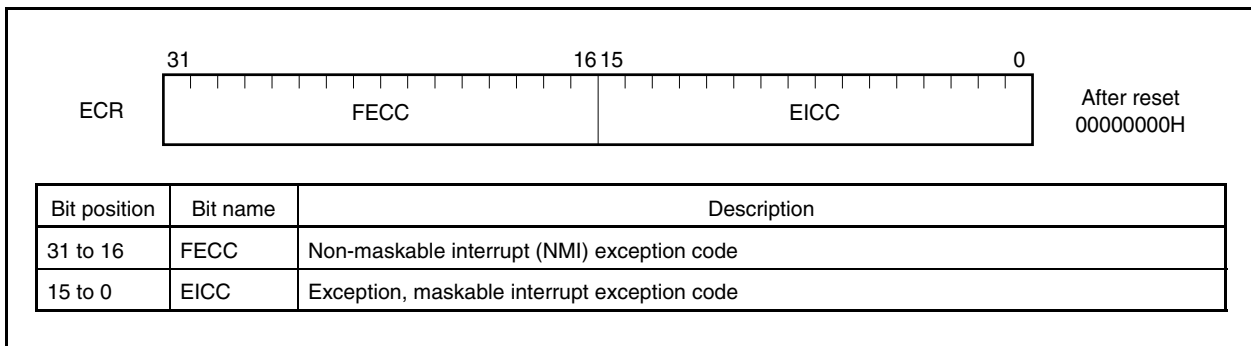 31 16 15 0
ECR FECC EICC After reset
00000000H
Bit position Bit name Description
31 to 16 FECC Non-maskable interrupt (NMI) exception code
15 to 0 EICC Exception, maskable interrupt exception code